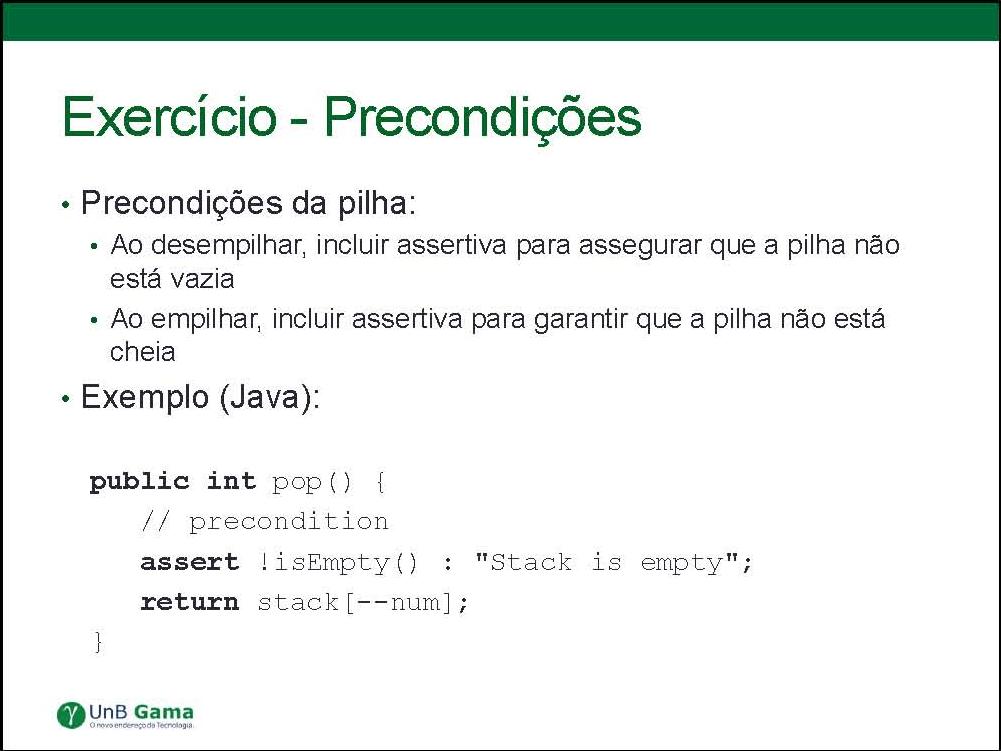 Exercício - Precondições
• Precondições da pilha:
• Ao desempilhar, incluir assertiva para assegurar que a pilha não
está vazia
• Ao empilhar, incluir assertiva para garantir que a pilha não está
cheia
• Exemplo (Java):
public int pop() {
// precondition
assert !isEmpty() : "Stack is empty";
return stack[--num];
}
UnB Gama
O novo endereço da Tecnologia.